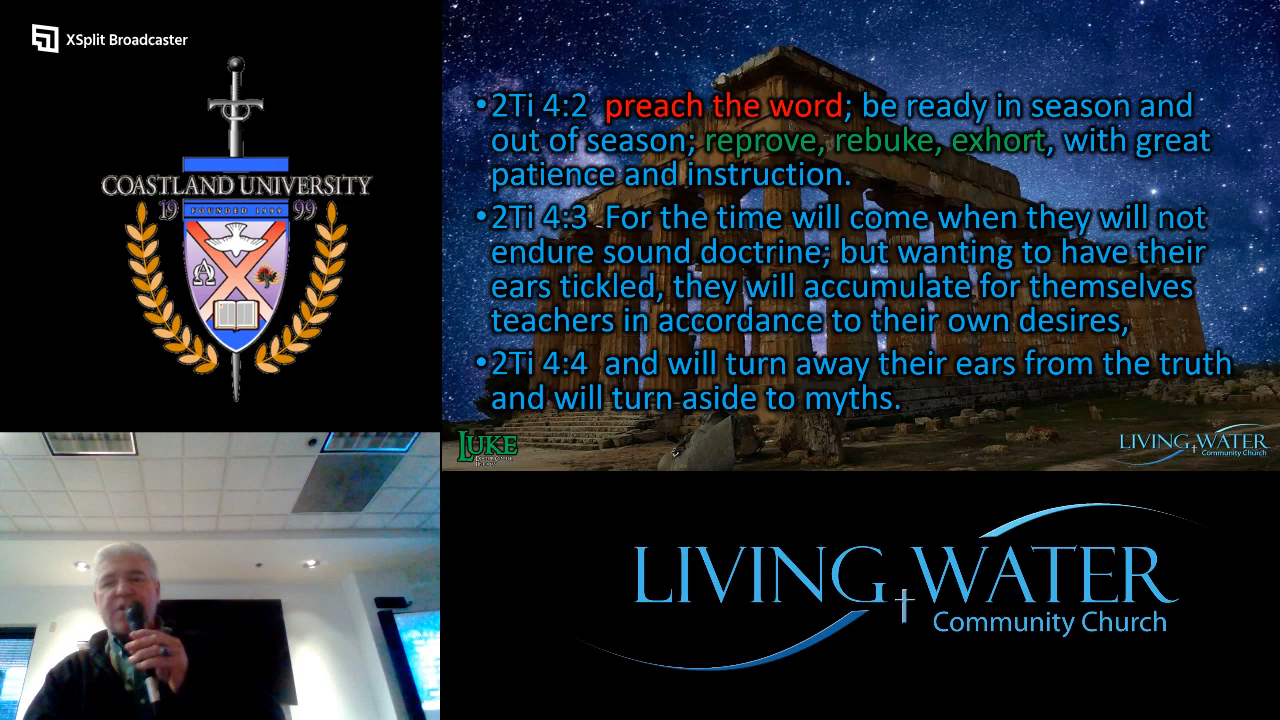 XSplit Broadcaster
COASTLAND UNIVERSITY
19 FOUNDED 1999 99
•2Ti 4:2 preach the word; be ready in season and
out of season; reprove, rebuke, exhort, with great
patience and instruction.
•2Ti 4:3 For the time will come when they will not
endure sound doctrine; but wanting to have their
ears tickled, they will accumulate for themselves
teachers in accordance to their own desires,
•2Ti 4:4 and will turn away their ears from the truth
and will turn aside to myths.
LUKE
LIVING WATER
Community Church
LIVING WATER
Community Church